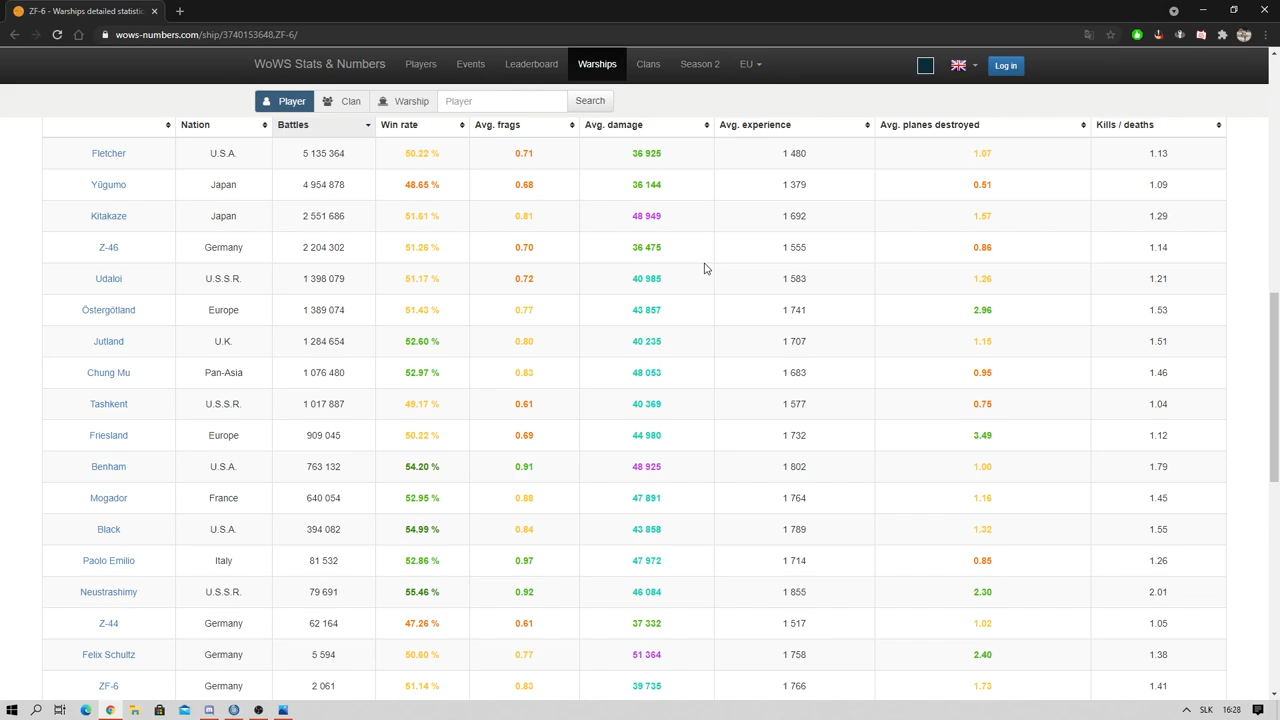 ZF-6 - Warships detailed statistic
wows-numbers.com/ship/3740153648,ZF-6/
WoWS Stats & Numbers Players Events Leaderboard Warships Clans Season 2 EU Log in
Player Clan Warship Player Search
Nation Battles Win rate Avg. frags Avg. damage Avg. experience Avg. planes destroyed Kills / deaths
Fletcher U.S.A. 5 135 364 50.22 % 0.71 36 925 1 480 1.07 1.13
Yūgumo Japan 4 954 878 48.65 % 0.68 36 144 1 379 0.51 1.09
Kitakaze Japan 2 551 686 51.61 % 0.81 48 949 1 692 1.57 1.29
Z-46 Germany 2 204 302 51.26 % 0.70 36 475 1 555 0.86 1.14
Udaloi U.S.S.R. 1 398 079 51.17 % 0.72 40 985 1 583 1.26 1.21
Östergötland Europe 1 389 074 51.43 % 0.77 43 857 1 741 2.96 1.53
Jutland U.K. 1 284 654 52.60 % 0.80 40 235 1 707 1.15 1.51
Chung Mu Pan-Asia 1 076 480 52.97 % 0.83 48 053 1 683 0.95 1.46
Tashkent U.S.S.R. 1 017 887 49.17 % 0.61 40 369 1 577 0.75 1.04
Friesland Europe 909 045 50.22 % 0.69 44 980 1 732 3.49 1.12
Benham U.S.A. 763 132 54.20 % 0.91 48 925 1 802 1.00 1.79
Mogador France 640 054 52.95 % 0.88 47 891 1 764 1.16 1.45
Black U.S.A. 394 082 54.99 % 0.84 43 858 1 789 1.32 1.55
Paolo Emilio Italy 81 532 52.86 % 0.97 47 972 1 714 0.85 1.26
Neustrashimy U.S.S.R. 79 691 55.46 % 0.92 46 084 1 855 2.30 2.01
Z-44 Germany 62 164 47.26 % 0.61 37 332 1 517 1.02 1.05
Felix Schultz Germany 5 594 50.60 % 0.77 51 364 1 758 2.40 1.38
ZF-6 Germany 2 061 51.14 % 0.83 39 735 1 766 1.73 1.41
SLK 16:28